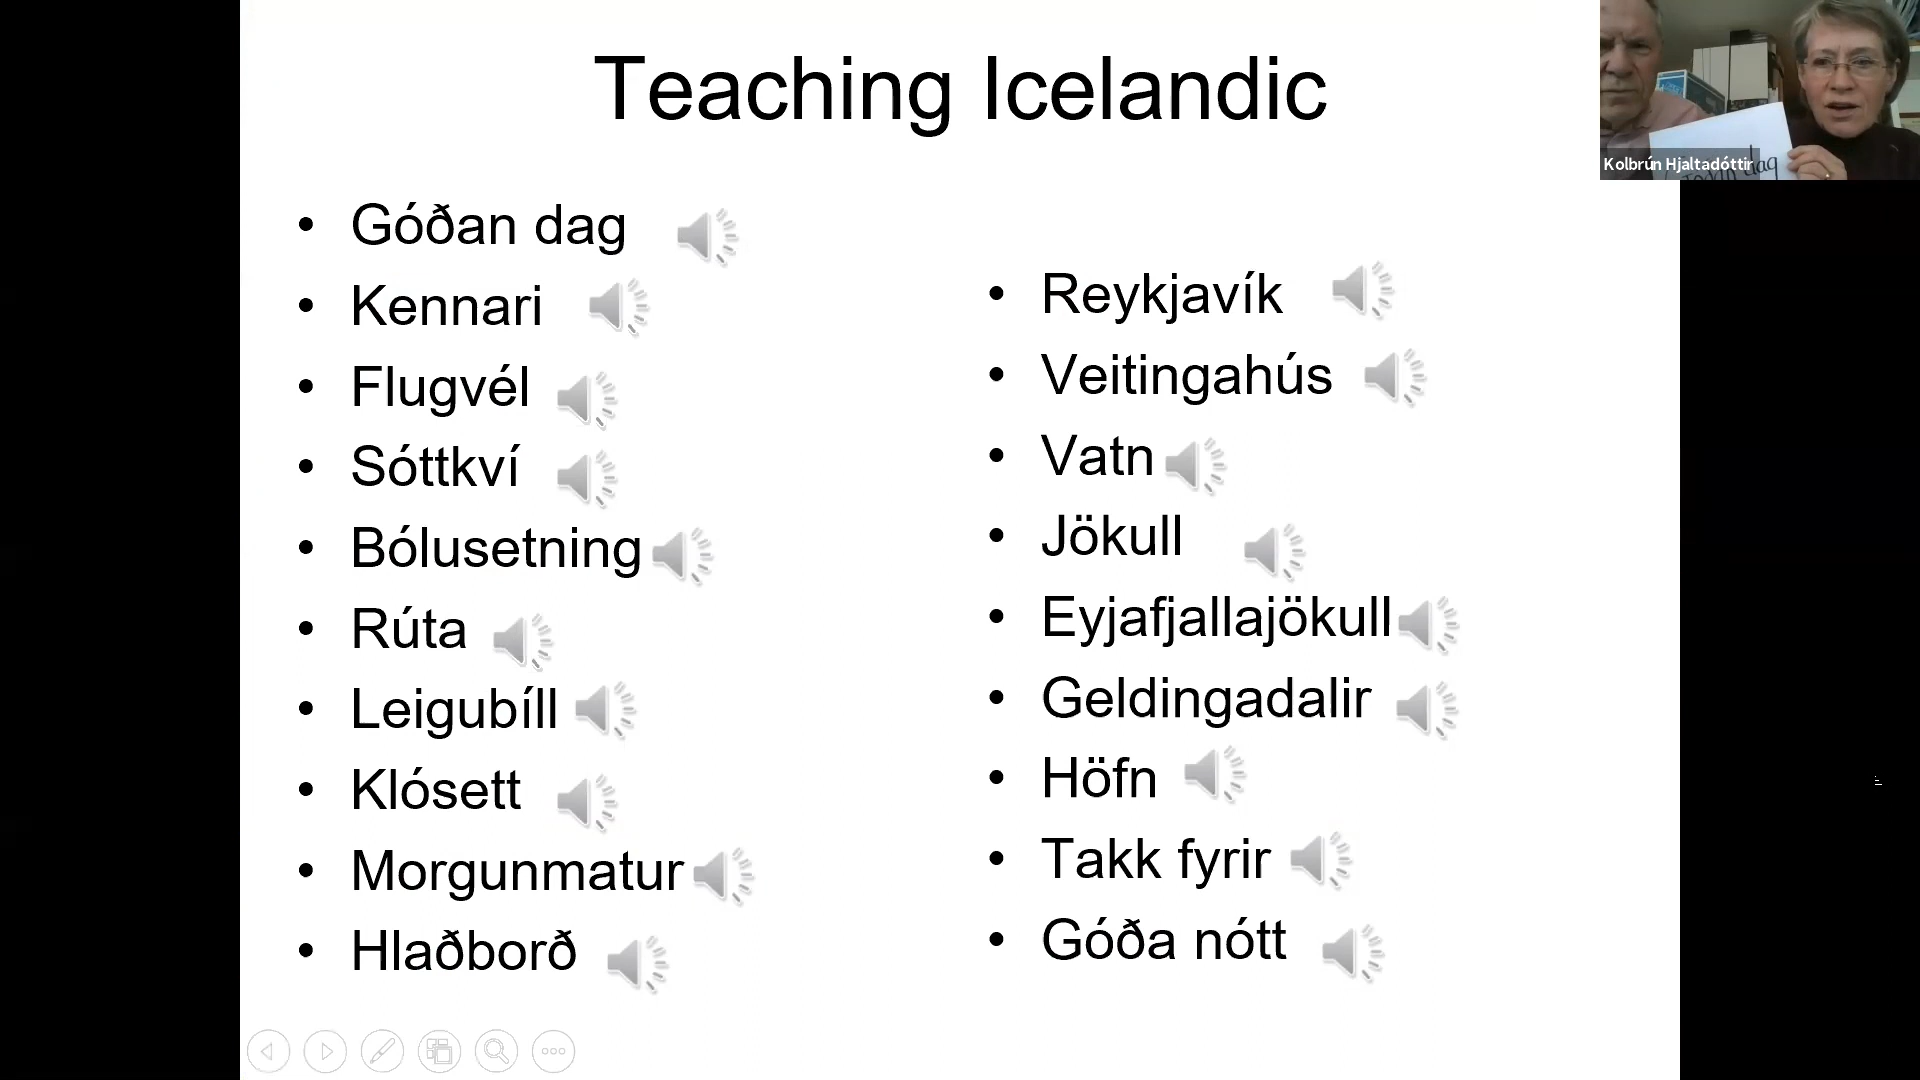 Teaching Icelandic
Kolbrún Hjaltadóttir
dag
• Góðan dag
• Kennari
• Flugvél
• Sóttkví
• Bólusetning
• Rúta
• Leigubíll
• Klósett
• Morgunmatur
• Hlaðborð
• Reykjavík
• Veitingahús
• Vatn
• Jökull
• Eyjafjallajökull
• Geldingadalir
• Höfn
• Takk fyrir
• Góða nótt